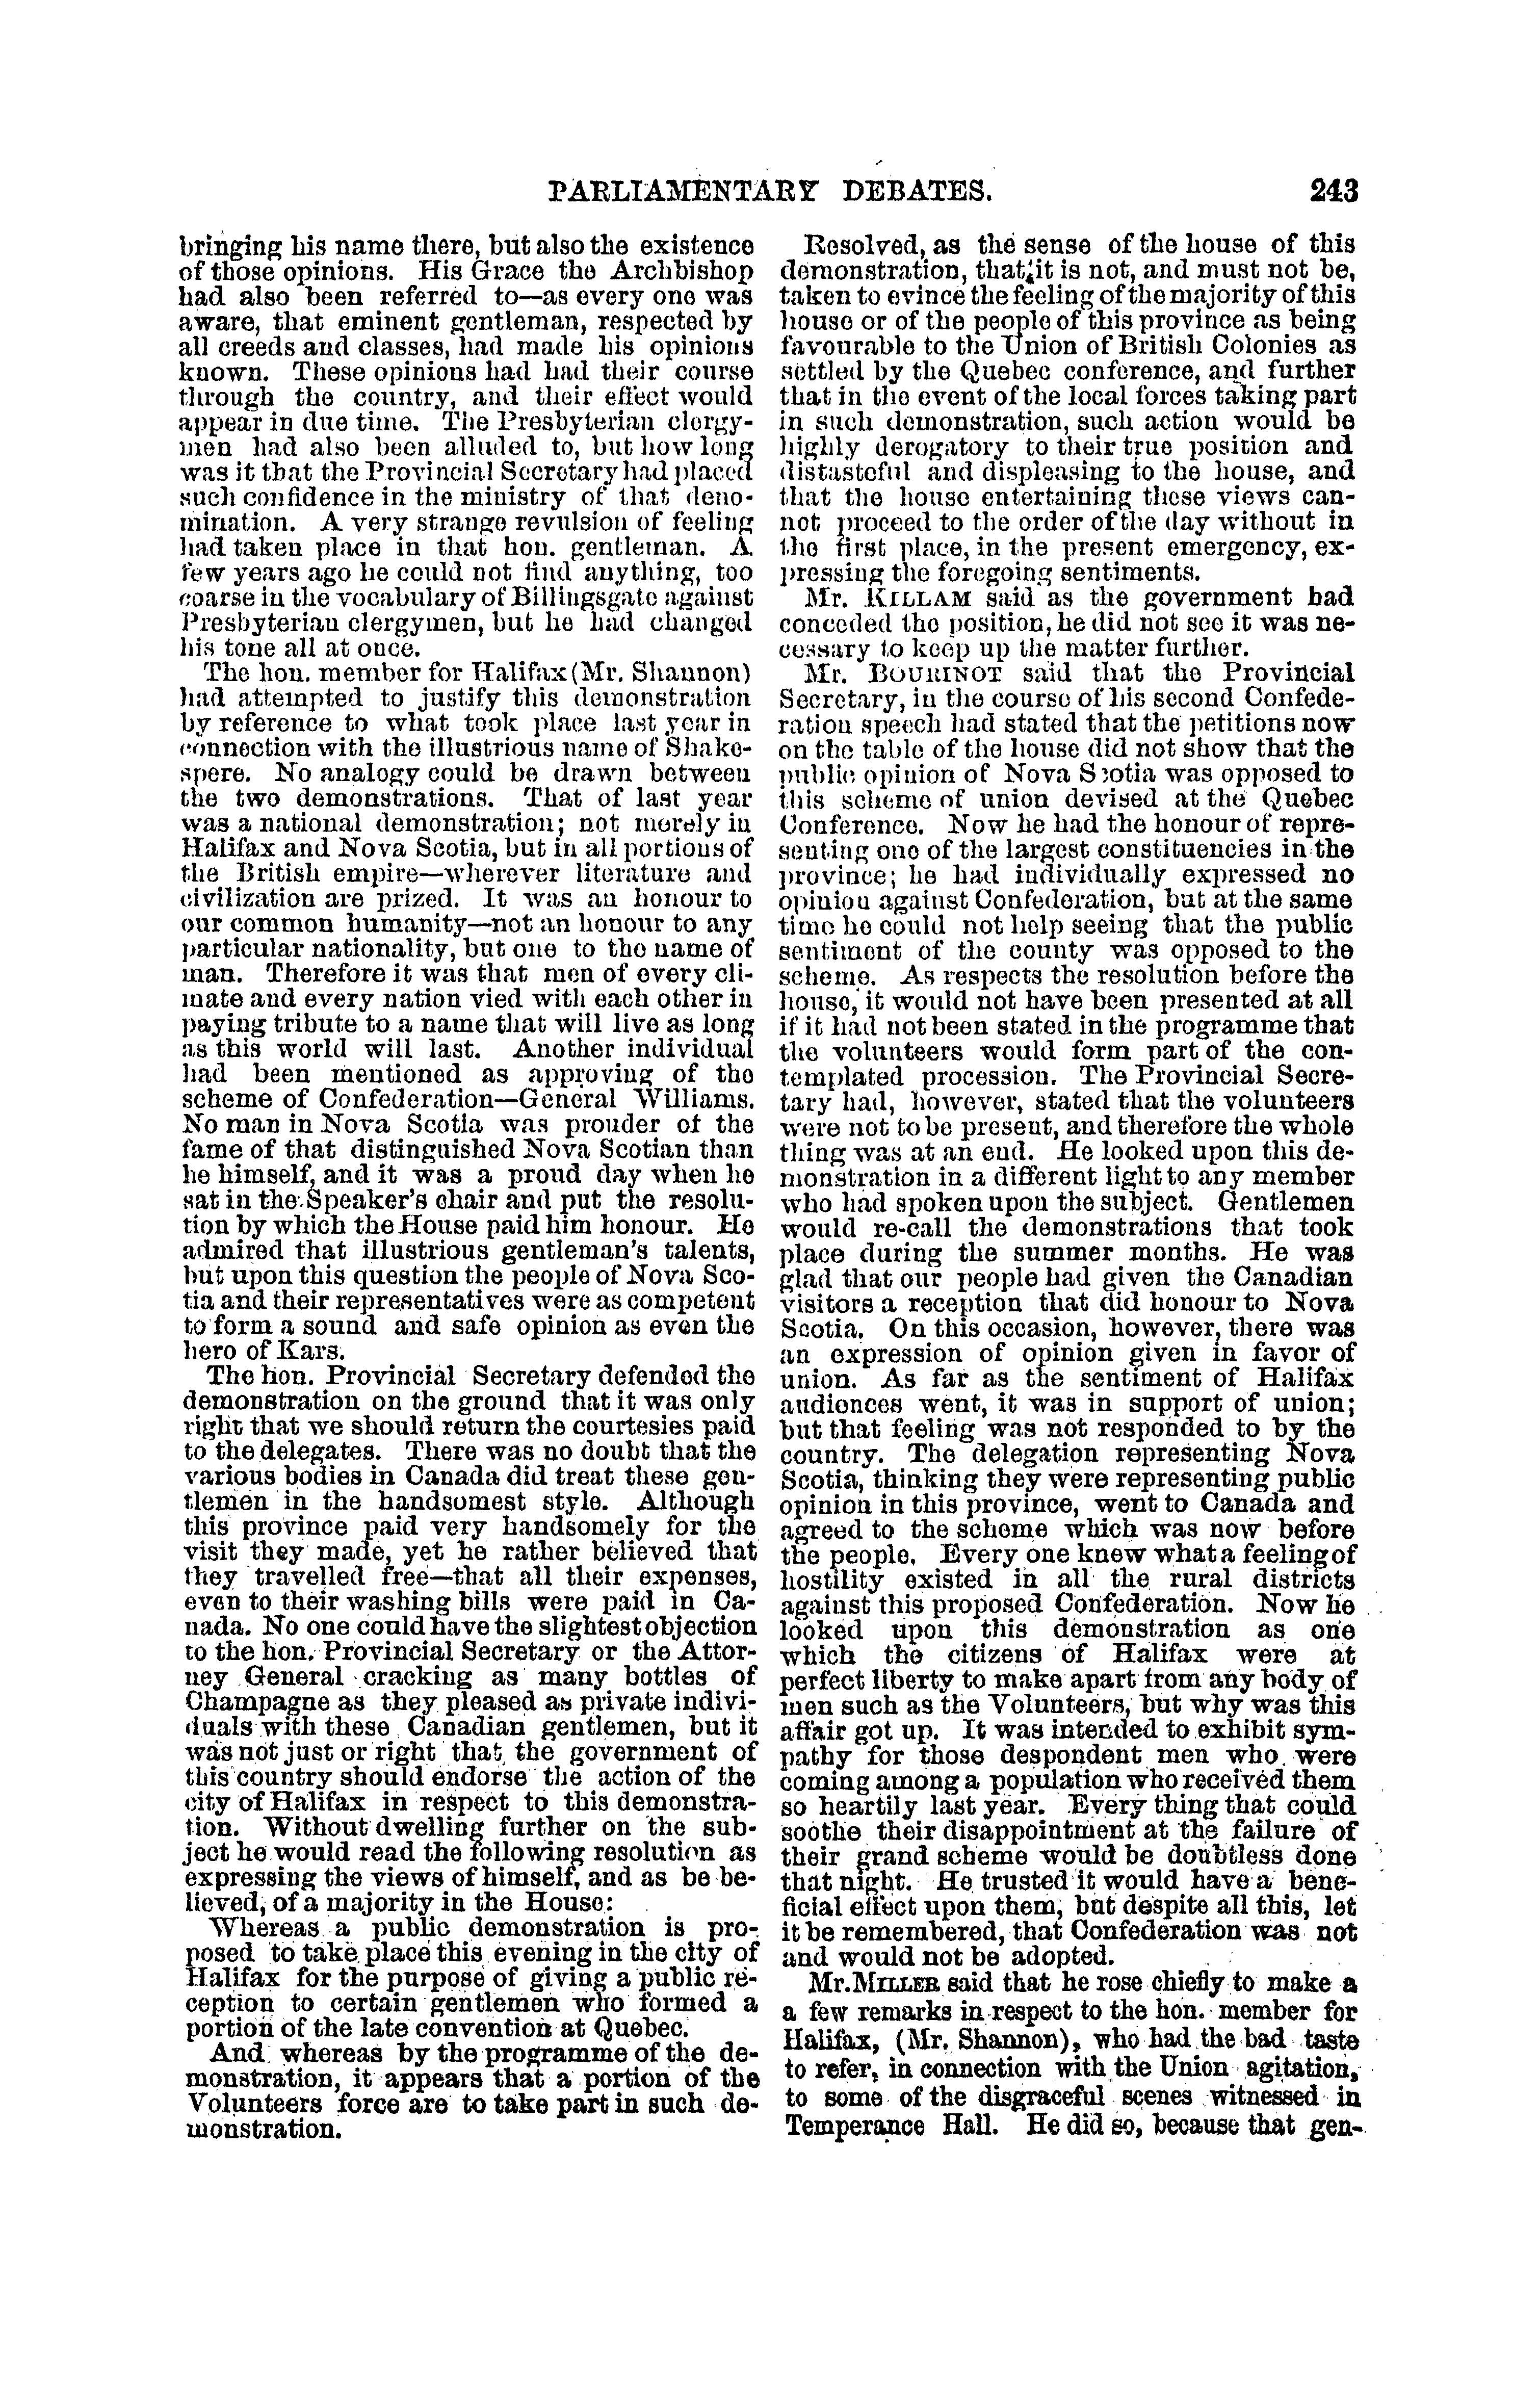 PARLIAMENTARY DEBATES. 243
bringing his name there, but also the existence
of those opinions. His Grace the Archbishop
had also been referred to—as every one was
aware, that eminent gentleman, respected by
all creeds and classes, had made his opinions
known. These opinions had had their course
through the country, and their effect would
appear in due time. The Presbyterian clergy-
men had also been alluded to, but how long
was it that the Provincial Secretary had placed
such confidence in the ministry of that deno-
mination. A very strange revulsion of feeling
had taken place in that hon. gentleman. A
few years ago he could not find anything, too
coarse in the vocabulary of Billingsgate against
Presbyterian clergymen, but he had changed
his tone all at once.
The hon. member for Halifax (Mr. Shannon)
had attempted to justify this demonstration
by reference to what took place last year in
connection with the illustrious name of Shake-
spere. No analogy could be drawn between
the two demonstrations. That of last year
was a national demonstration; not merely in
Halifax and Nova Scotia, but in all portions of
the British empire—wherever literature and
civilization are prized. It was an honour to
our common humanity—not an honour to any
particular nationality, but one to the name of
man. Therefore it was that men of every cli-
mate and every nation vied with each other in
paying tribute to a name that will live as long
as this world will last. Another individual
had been mentioned as approving of the
scheme of Confederation—General Williams.
No man in Nova Scotia was prouder of the
fame of that distinguished Nova Scotian than
he himself, and it was a proud day when he
sat in the Speaker's chair and put the resolu-
tion by which the House paid him honour. He
admired that illustrious gentleman's talents,
but upon this question the people of Nova Sco-
tia and their representatives were as competent
to form a sound and safe opinion as even the
hero of Kars.
The hon. Provincial Secretary defended the
demonstration on the ground that it was only
right that we should return the courtesies paid
to the delegates. There was no doubt that the
various bodies in Canada did treat these gen-
tlemen in the handsomest style. Although
this province paid very handsomely for the
visit they made, yet he rather believed that
they travelled free—that all their expenses,
even to their washing bills were paid in Ca-
nada. No one could have the slightest objection
to the hon. Provincial Secretary or the Attor-
ney General cracking as many bottles of
Champagne as they pleased as private indivi-
duals with these Canadian gentlemen, but it
was not just or right that the government of
this country should endorse the action of the
city of Halifax in respect to this demonstra-
tion. Without dwelling further on the sub-
ject he would read the following resolution as
expressing the views of himself, and as be be-
lieved, of a majority in the House:
Whereas a public demonstration is pro-
posed to take place this evening in the city of
Halifax for the purpose of giving a public re-
ception to certain gentlemen who formed a
portion of the late convention at Quebec.
And whereas by the programme of the de-
monstration, it appears that a portion of the
Volunteers force are to take part in such de-
monstration.
Resolved, as the sense of the house of this
demonstration, that it is not, and must not be,
taken to evince the feeling of the majority of this
house or of the people of this province as being
favourable to the Union of British Colonies as
settled by the Quebec conference, and further
that in the event of the local forces taking part
in such demonstration, such action would be
highly derogatory to their true position and
distasteful and displeasing to the house, and
that the house entertaining these views can-
not proceed to the order of the day without in
the first place, in the present emergency, ex-
pressing the foregoing sentiments.
Mr. KILLAM said as the government had
conceded the position, he did not see it was ne-
cessary to keep up the matter further.
Mr. BOURINOT said that the Provincial
Secretary, in the course of his second Confede-
ration speech had stated that the petitions now
on the table of the house did not show that the
public opinion of Nova Scotia was opposed to
this scheme of union devised at the Quebec
Conference. Now he had the honour of repre-
senting one of the largest constituencies in the
province; he had individually expressed no
opinion against Confederation, but at the same
time he could not help seeing that the public
sentiment of the county was opposed to the
scheme. As respects the resolution before the
house, it would not have been presented at all
if it had not been stated in the programme that
the volunteers would form part of the con-
templated procession. The Provincial Secre-
tary had, however, stated that the volunteers
were not to be present, and therefore the whole
thing was at an end. He looked upon this de-
monstration in a different light to any member
who had spoken upon the subject. Gentlemen
would re-call the demonstrations that took
place during the summer months. He was
glad that our people had given the Canadian
visitors a reception that did honour to Nova
Scotia. On this occasion, however, there was
an expression of opinion given in favor of
union. As far as the sentiment of Halifax
audiences went, it was in support of union;
but that feeling was not responded to by the
country. The delegation representing Nova
Scotia, thinking they were representing public
opinion in this province, went to Canada and
agreed to the scheme which was now before
the people. Every one knew what a feeling of
hostility existed in all the rural districts
against this proposed Confederation. Now he
looked upon this demonstration as one
which the citizens of Halifax were at
perfect liberty to make apart from any body of
men such as the Volunteers, but why was this
affair got up. It was intended to exhibit sym-
pathy for those despondent men who were
coming among a population who received them
so heartily last year. Every thing that could
soothe their disappointment at the failure of
their grand scheme would be doubtless done
that night. He trusted it would have a bene-
ficial effect upon them, but despite all this, let
it be remembered, that Confederation was not
and would not be adopted.
Mr. MILLER said that he rose chiefly to make a
a few remarks in respect to the hon. member for
Halifax, (Mr. Shannon), who had the bad taste
to refer, in connection with the Union agitation,
to some of the disgraceful scenes witnessed in
Temperance Hall. He did so, because that gen-